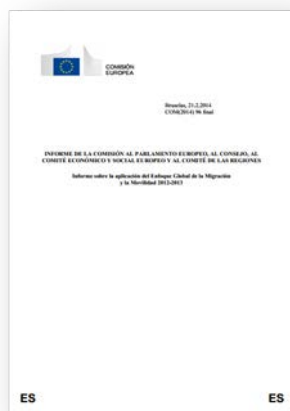 COMISIÓN
EUROPEA
Bruselas, 21.2.2014
COM(2014) 96 final
INFORME DE LA COMISIÓN AL PARLAMENTO EUROPEO, AL CONSEJO, AL
COMITÉ ECONÓMICO Y SOCIAL EUROPEO Y AL COMITÉ DE LAS REGIONES
Informe sobre la aplicación del Enfoque Global de la Migración
y la Movilidad 2012-2013
ES
ES